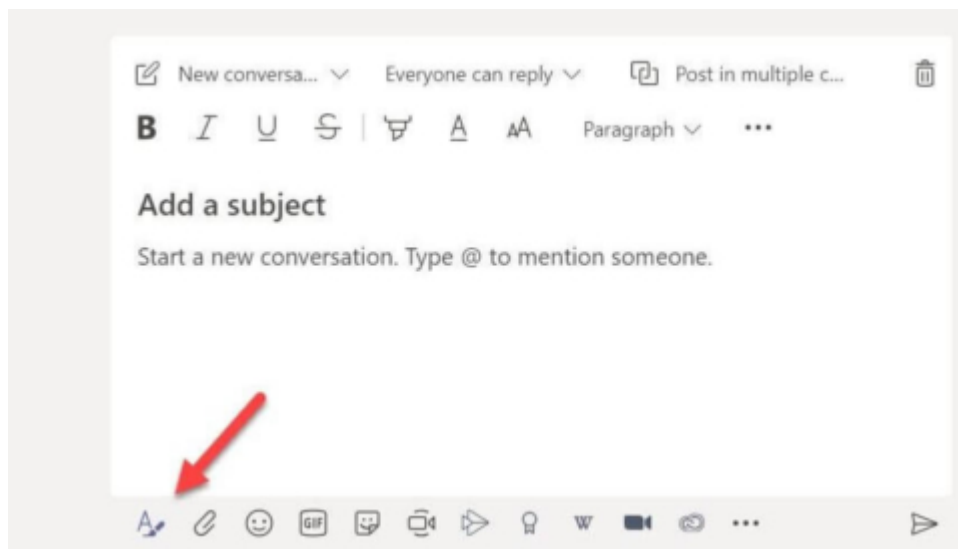 New conversa... Everyone can reply Post in multiple c...
B I U S A AA Paragraph ...
Add a subject
Start a new conversation. Type @ to mention someone.
A GIF W ...